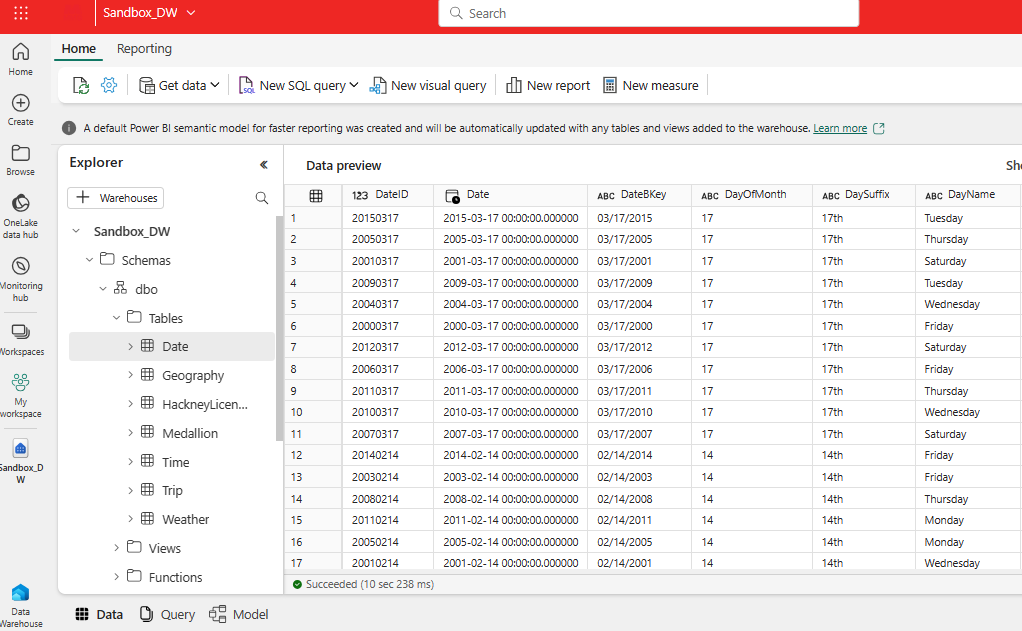 Sandbox_DW
Search
Home
Create
Browse
OneLake
data hub
Monitoring
hub
Workspaces
My
workspace
Sandbox_D
W
Data
Warehouse
Home Reporting
Get data New SQL query New visual query New report New measure
A default Power BI semantic model for faster reporting was created and will be automatically updated with any tables and views added to the warehouse. Learn more
Explorer
Warehouses
Sandbox_DW
Schemas
dbo
Tables
Date
Geography
HackneyLicen...
Medallion
Time
Trip
Weather
Views
Functions
Data preview
Sho
123 DateID Date ABC DateBKey ABC DayOfMonth ABC DaySuffix ABC DayName
1 20150317 2015-03-17 00:00:00.000000 03/17/2015 17 17th Tuesday
2 20050317 2005-03-17 00:00:00.000000 03/17/2005 17 17th Thursday
3 20010317 2001-03-17 00:00:00.000000 03/17/2001 17 17th Saturday
4 20090317 2009-03-17 00:00:00.000000 03/17/2009 17 17th Tuesday
5 20040317 2004-03-17 00:00:00.000000 03/17/2004 17 17th Wednesday
6 20000317 2000-03-17 00:00:00.000000 03/17/2000 17 17th Friday
7 20120317 2012-03-17 00:00:00.000000 03/17/2012 17 17th Saturday
8 20060317 2006-03-17 00:00:00.000000 03/17/2006 17 17th Friday
9 20110317 2011-03-17 00:00:00.000000 03/17/2011 17 17th Thursday
10 20100317 2010-03-17 00:00:00.000000 03/17/2010 17 17th Wednesday
11 20070317 2007-03-17 00:00:00.000000 03/17/2007 17 17th Saturday
12 20140214 2014-02-14 00:00:00.000000 02/14/2014 14 14th Friday
13 20030214 2003-02-14 00:00:00.000000 02/14/2003 14 14th Friday
14 20080214 2008-02-14 00:00:00.000000 02/14/2008 14 14th Thursday
15 20110214 2011-02-14 00:00:00.000000 02/14/2011 14 14th Monday
16 20050214 2005-02-14 00:00:00.000000 02/14/2005 14 14th Monday
17 20010214 2001-02-14 00:00:00.000000 02/14/2001 14 14th Wednesday
Succeeded (10 sec 238 ms)
Data Query Model